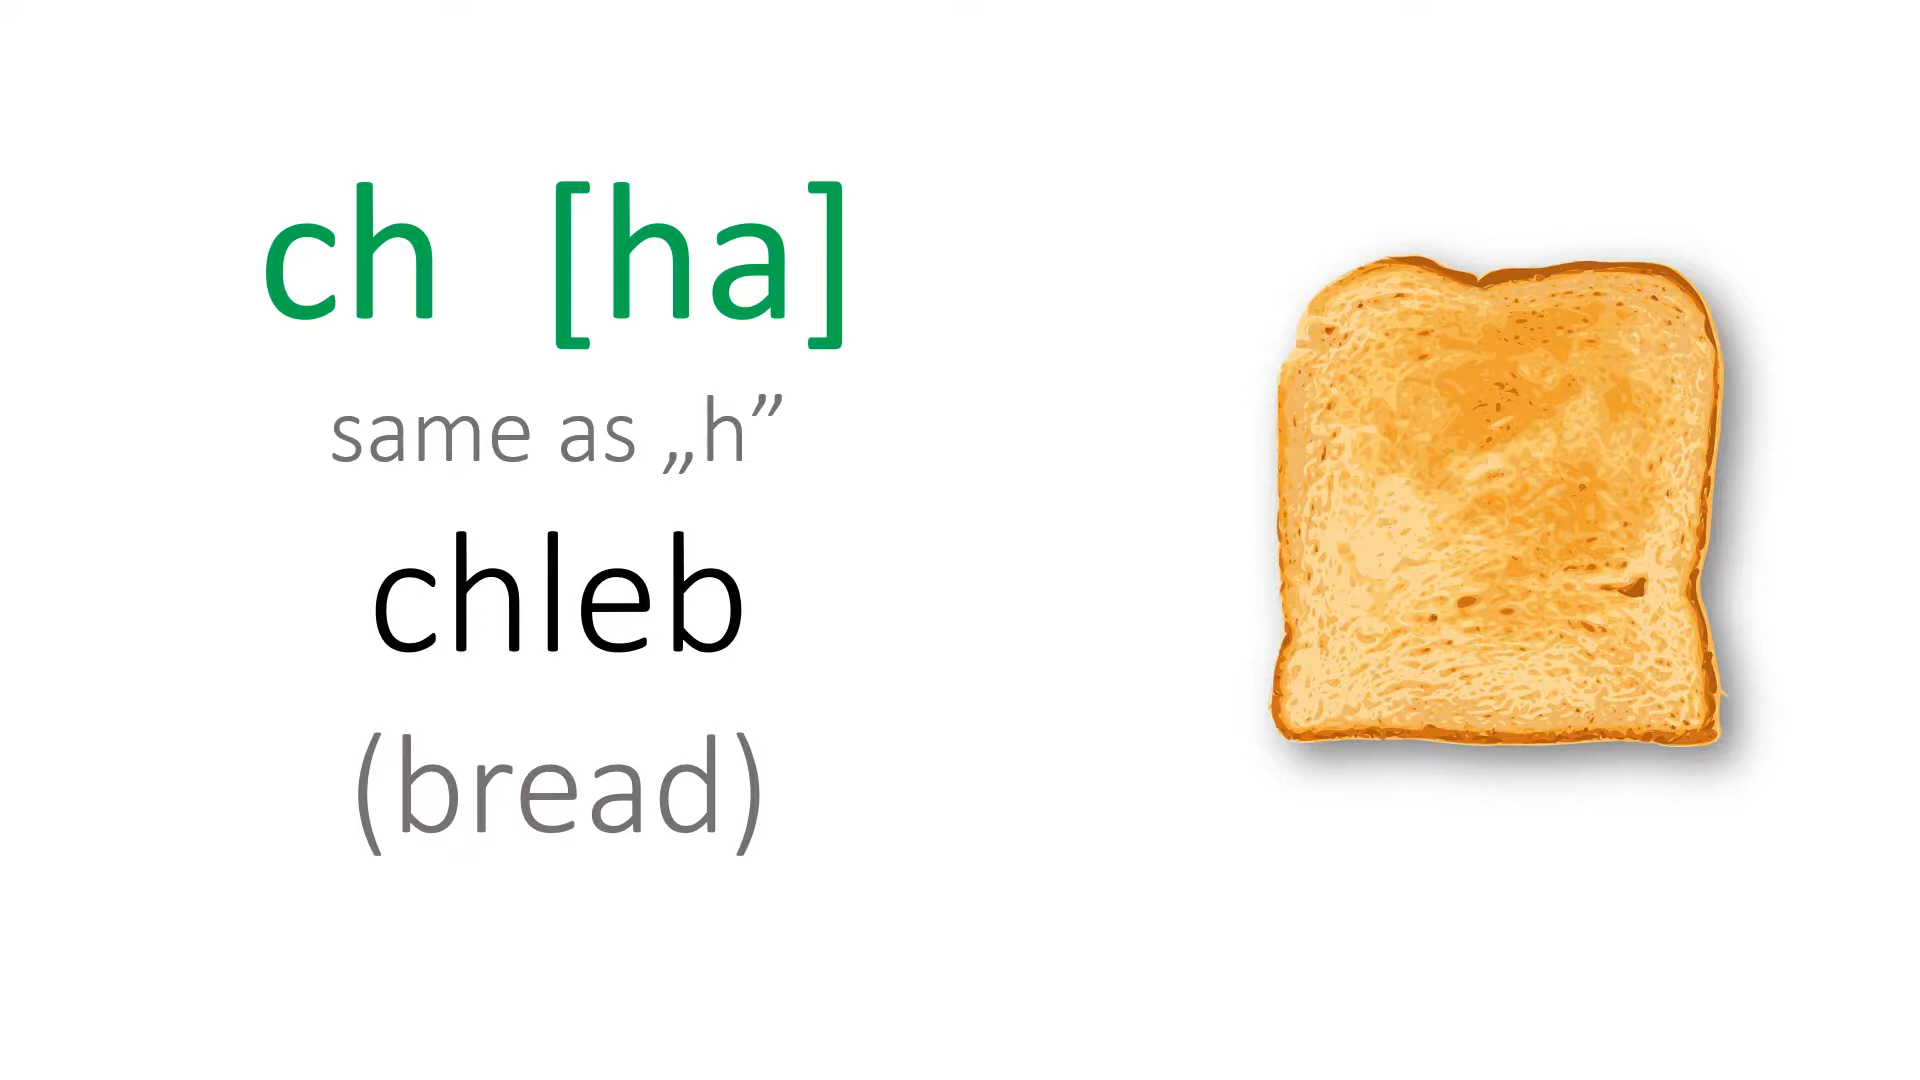 ch [ha]
same as „h”
chleb
(bread)